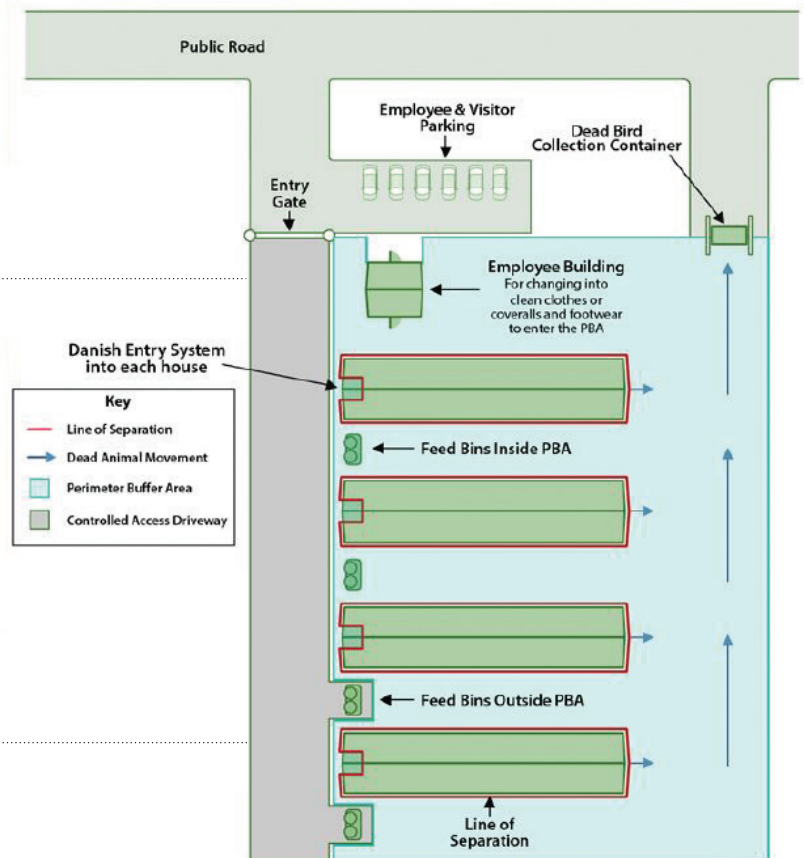 Public Road
Employee & Visitor
Parking
Dead Bird
Collection Container
Entry
Gate
Employee Building
For changing into
clean clothes or
coveralls and footwear
to enter the PBA
Danish Entry System
into each house
Key
Line of Separation
Dead Animal Movement
Perimeter Buffer Area
Controlled Access Driveway
Feed Bins Inside PBA
Feed Bins Outside PBA
Line of
Separation